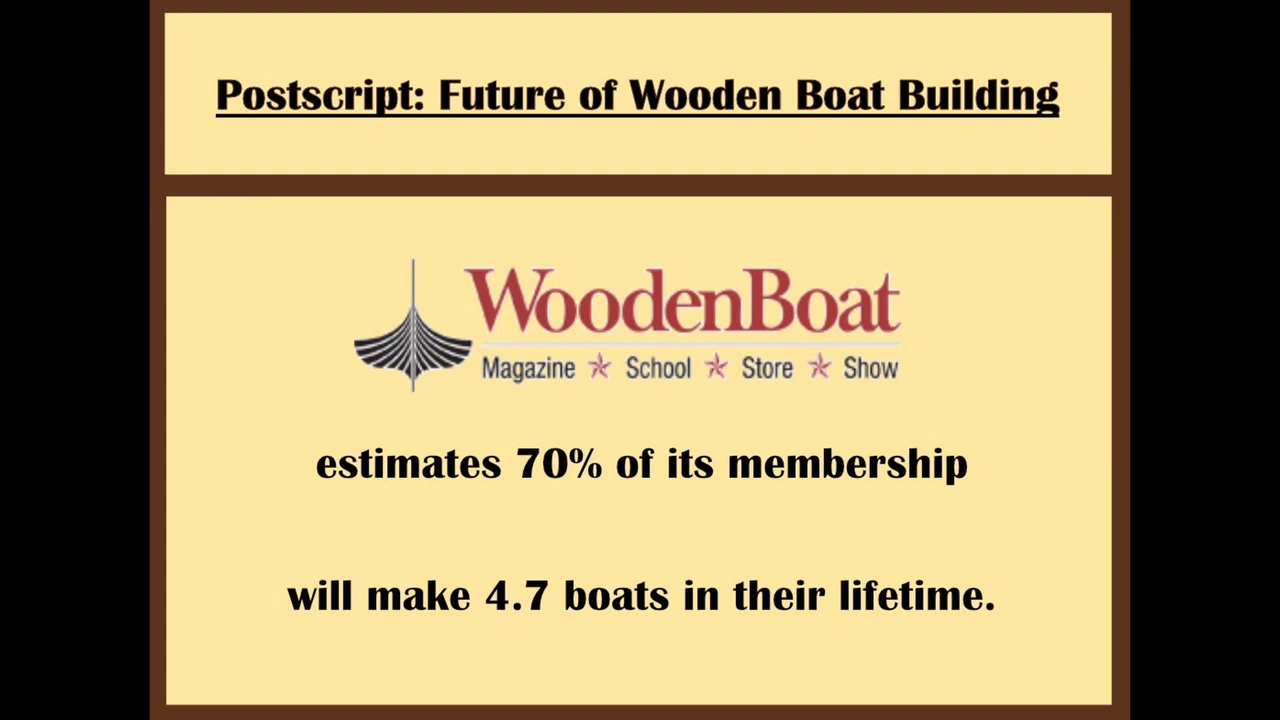 Postscript: Future of Wooden Boat Building
WoodenBoat
Magazine School Store Show
estimates 70% of its membership
will make 4.7 boats in their lifetime.